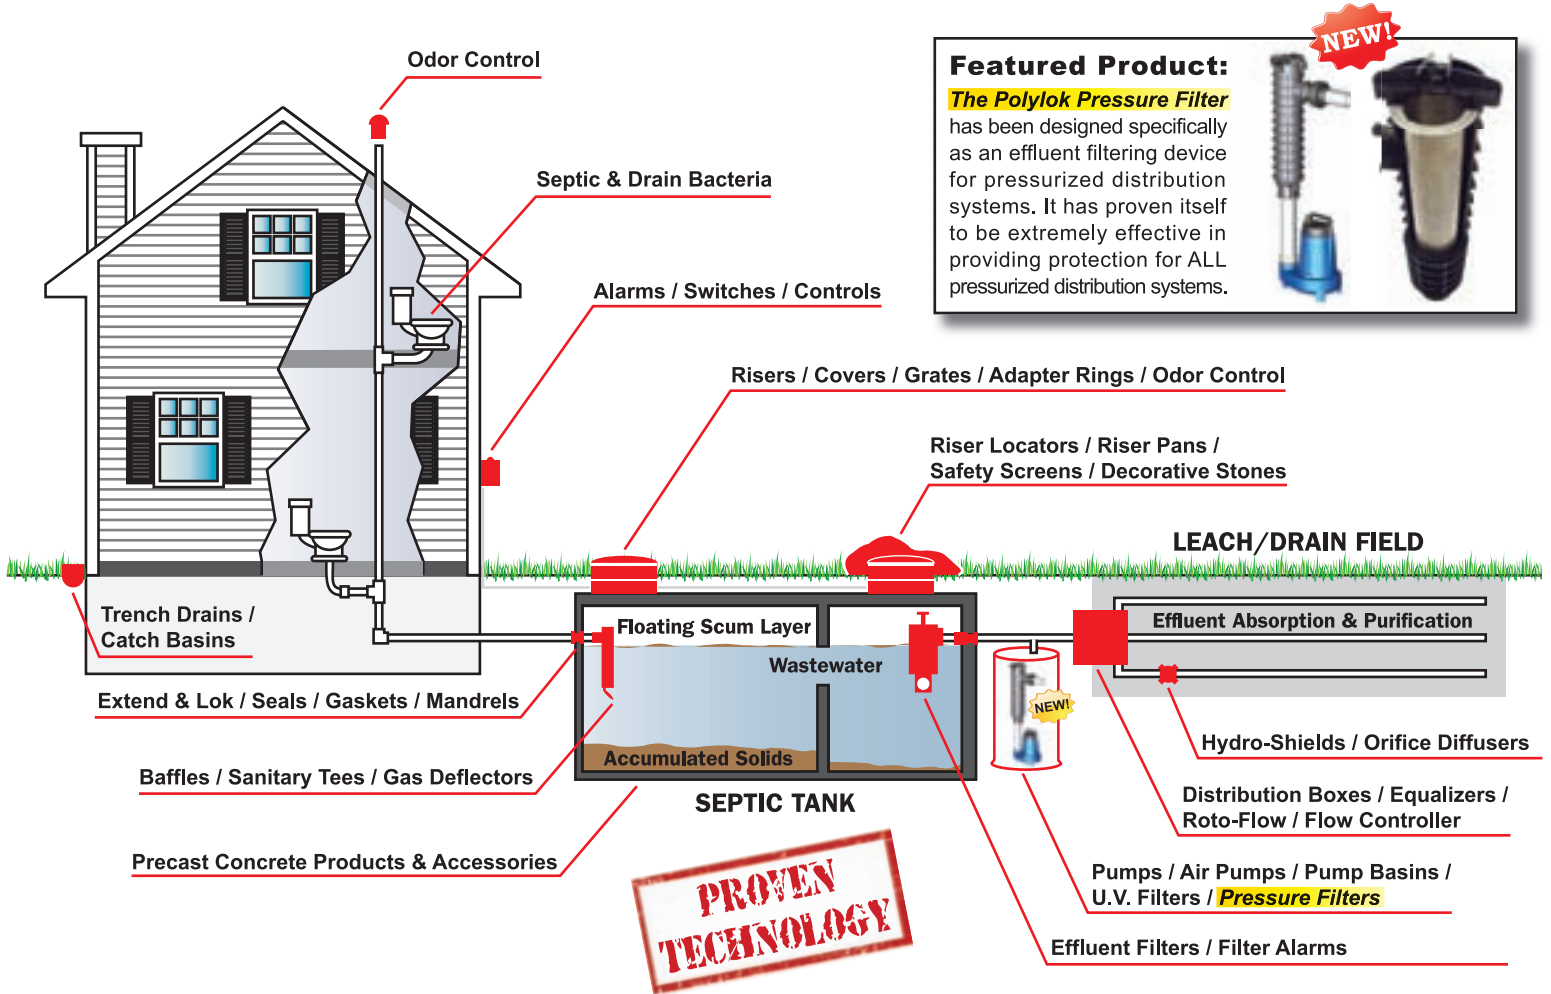 Odor Control
NEW!
Featured Product:
The Polylok Pressure Filter
has been designed specifically
as an effluent filtering device
for pressurized distribution
systems. It has proven itself
to be extremely effective in
providing protection for ALL
pressurized distribution systems.
Septic & Drain Bacteria
Alarms / Switches / Controls
Risers / Covers / Grates / Adapter Rings / Odor Control
Riser Locators / Riser Pans /
Safety Screens / Decorative Stones
LEACH/DRAIN FIELD
Trench Drains /
Catch Basins
Floating Scum Layer
Effluent Absorption & Purification
Wastewater
Extend & Lok / Seals / Gaskets / Mandrels
NEW!
Hydro-Shields / Orifice Diffusers
Accumulated Solids
Baffles / Sanitary Tees / Gas Deflectors
SEPTIC TANK
Distribution Boxes / Equalizers /
Roto-Flow / Flow Controller
Precast Concrete Products & Accessories
PROVEN
TECHNOLOGY
Pumps / Air Pumps / Pump Basins /
U.V. Filters / Pressure Filters
Effluent Filters / Filter Alarms